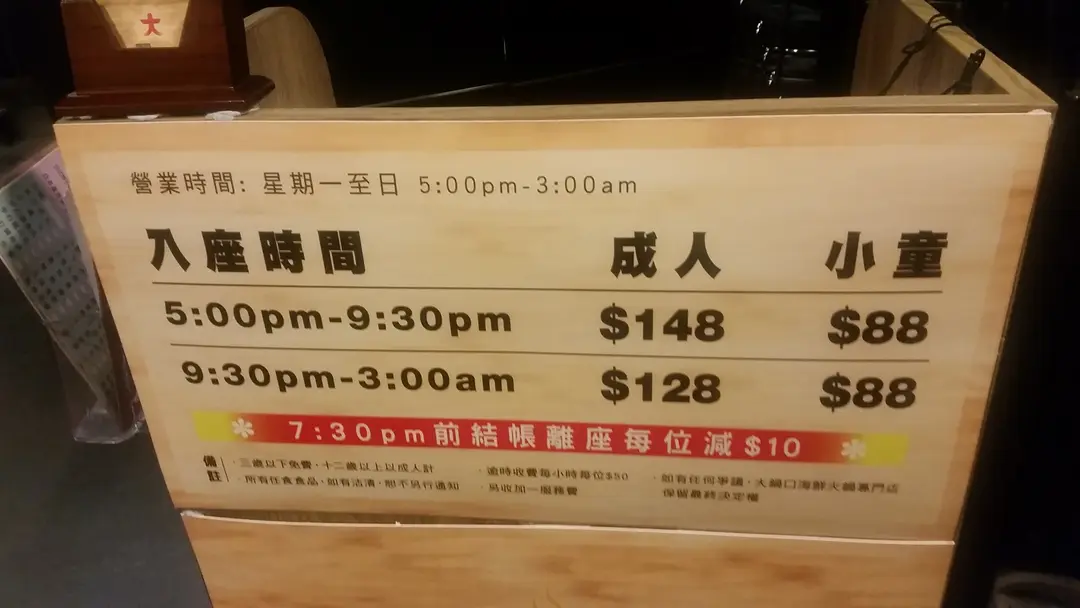 大
營業時間: 星期一至日 5:00pm-3:00am
入座時間 成人 小童
5:00pm-9:30pm $148 $88
9:30pm-3:00am $128 $88
* 7:30pm前結帳離座每位減$10 *
備註
·三歲以下免費·十二歲以上以成人計
·所有任食食品,如有沽清,恕不另行通知
·逾時收費每小時每位$50
·另收加一服務費
·如有任何爭議,火鍋口海鮮火鍋專門店
保留最終決定權